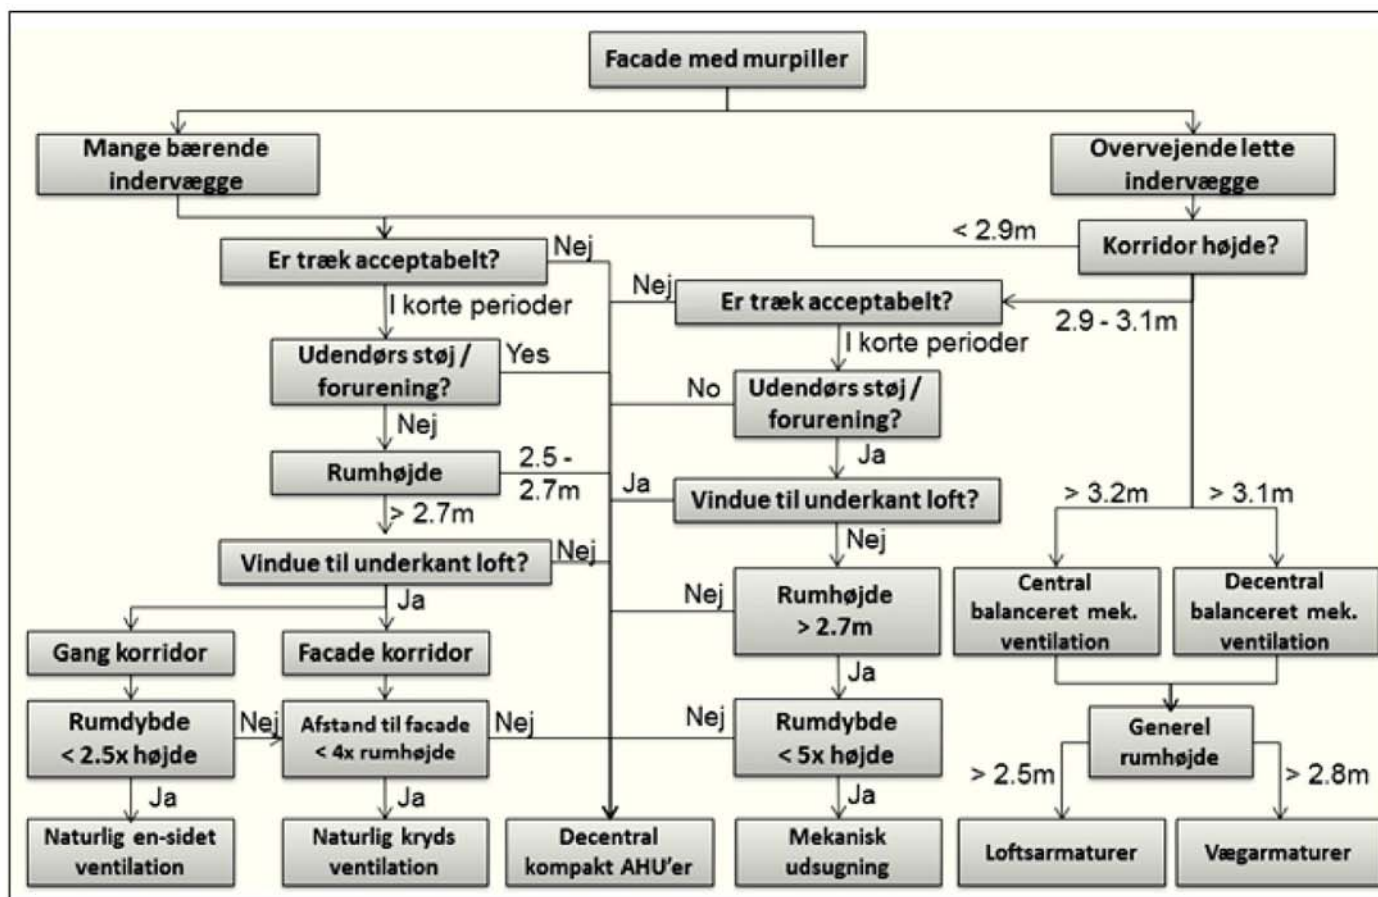 Facade med murpiller
Mange bærende
indervægge
Overvejende lette
indervægge
< 2.9m
Korridor højde?
Er træk acceptabelt?
Nej
Nej
Er træk acceptabelt?
2.9 - 3.1m
I korte perioder
I korte perioder
Udendørs støj /
forurening?
Yes
No
Udendørs støj /
forurening?
Nej
Ja
Rumhøjde
2.5 -
2.7m
Ja
Vindue til underkant loft?
> 3.2m
> 3.1m
> 2.7m
Nej
Vindue til underkant loft?
Nej
Ja
Nej
Rumhøjde
> 2.7m
Central
balanceret mek.
ventilation
Decentral
balanceret mek.
ventilation
Gang korridor
Facade korridor
Ja
Rumdybde
< 2.5x højde
Nej
Afstand til facade
< 4x rumhøjde
Nej
Nej
Rumdybde
< 5x højde
Generel
rumhøjde
> 2.5m
> 2.8m
Ja
Ja
Ja
Naturlig en-sidet
ventilation
Naturlig kryds
ventilation
Decentral
kompakt AHU'er
Mekanisk
udsugning
Loftsarmaturer
Vægarmaturer